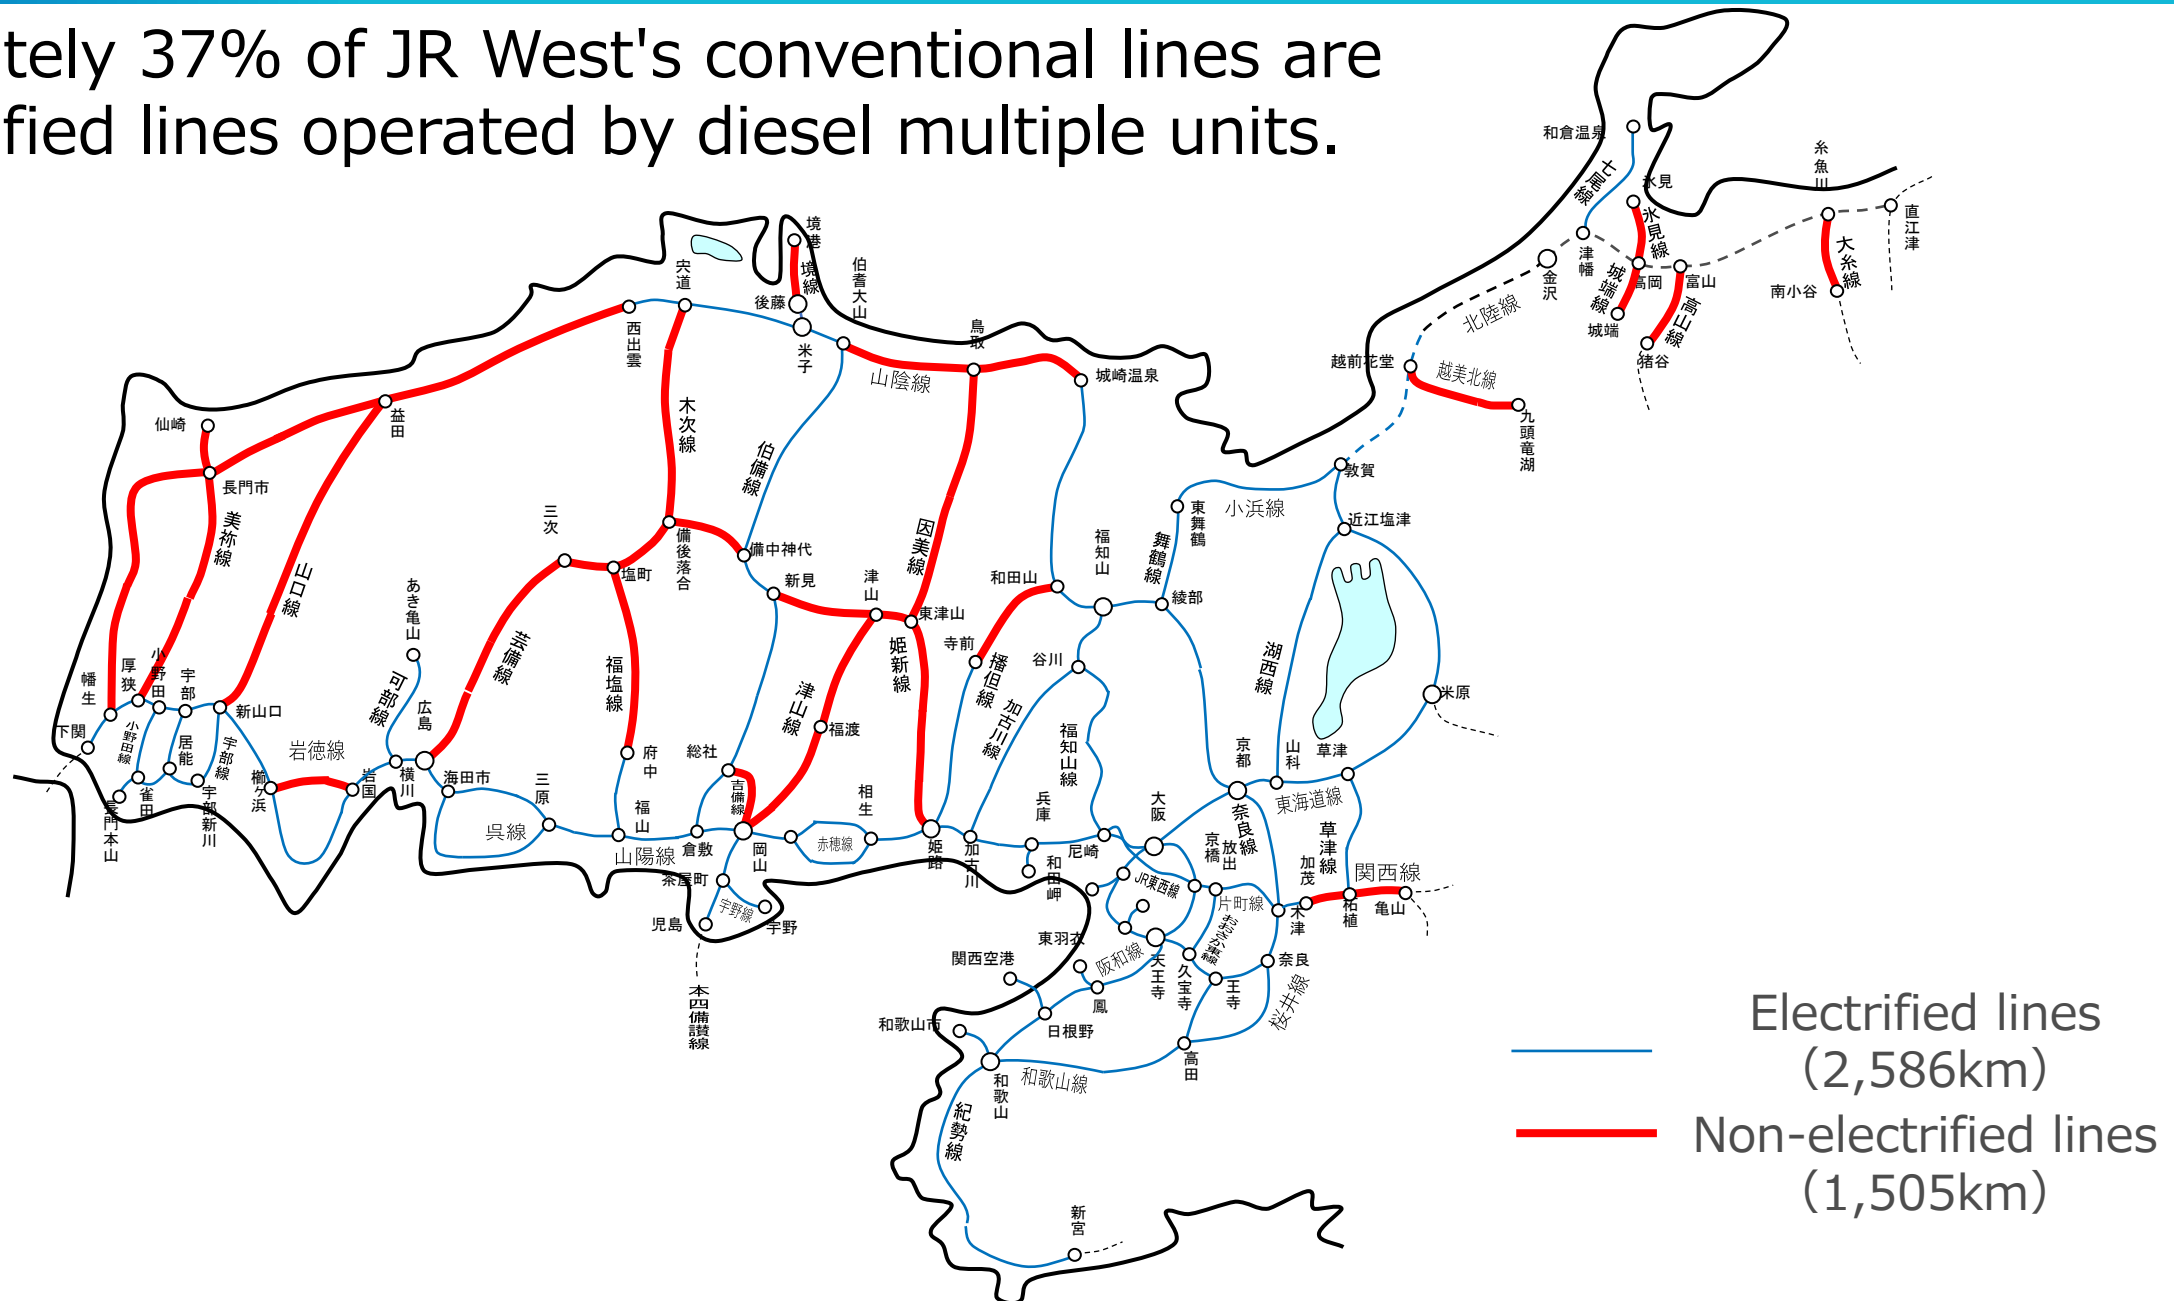 tely 37% of JR West's conventional lines are
fied lines operated by diesel multiple units.
和倉温泉
七尾線
氷見
氷見線
糸魚川
直江津
大糸線
南小谷
津幡
金沢
高岡
富山
城端線
城端
高山線
猪谷
北陸線
越前花堂
越美北線
九頭竜湖
境港
境線
後藤
米子
伯耆大山
宍道
西出雲
鳥取
山陰線
城崎温泉
仙崎
益田
長門市
美祢線
山口線
木次線
伯備線
三次
塩町
備後落合
備中神代
新見
津山
因美線
東津山
姫新線
和田山
福知山
寺前
播但線
谷川
加古川線
福知山線
舞鶴線
東舞鶴
小浜線
綾部
敦賀
近江塩津
湖西線
米原
あき亀山
可部線
広島
芸備線
福塩線
府中
津山線
福渡
総社
吉備線
幡生
下関
厚狭
小野田
宇部
新山口
小野田線
居能
宇部線
雀田
長門本山
宇部新川
岩徳線
櫛ヶ浜
岩国
横川
海田市
呉線
三原
福山
山陽線
倉敷
岡山
赤穂線
相生
姫路
加古川
茶屋町
宇野線
宇野
児島
本四備讃線
兵庫
和田岬
尼崎
大阪
JR東西線
京橋
放出
片町線
おおさか東線
京都
山科
草津
東海道線
奈良線
草津線
関西線
加茂
柘植
亀山
木津
奈良
桜井線
東羽衣
阪和線
天王寺
久宝寺
王寺
鳳
関西空港
日根野
高田
和歌山市
和歌山
和歌山線
紀勢線
新宮
Electrified lines
（2,586km）
Non-electrified lines
（1,505km）